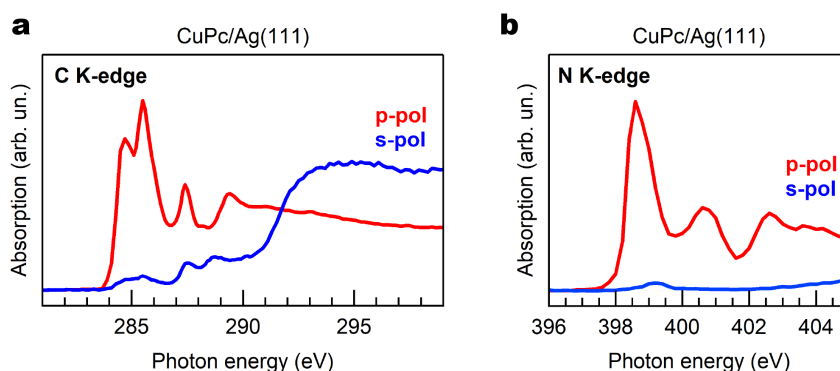 a
CuPc/Ag(111)
C K-edge
p-pol
s-pol
Absorption (arb. un.)
285 290 295
Photon energy (eV)
b
CuPc/Ag(111)
N K-edge
p-pol
s-pol
Absorption (arb. un.)
396 398 400 402 404
Photon energy (eV)